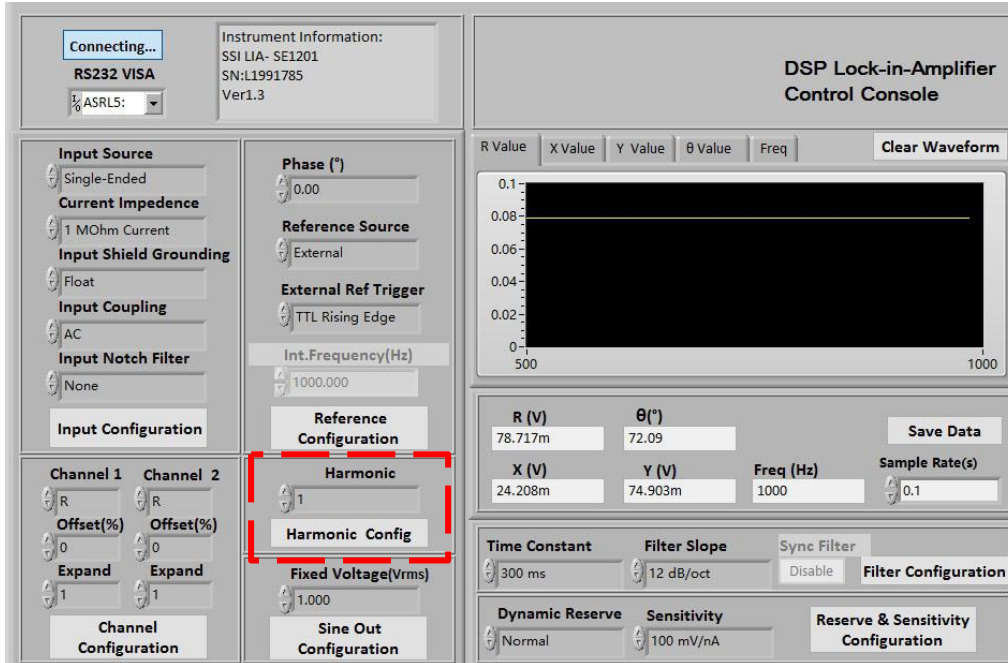 Connecting...
RS232 VISA
ASRL5:
Instrument Information:
SSI LIA- SE1201
SN:L1991785
Ver1.3
DSP Lock-in-Amplifier
Control Console
Input Source
Single-Ended
Current Impedance
1 MOhm Current
Input Shield Grounding
Float
Input Coupling
AC
Input Notch Filter
None
Input Configuration
Phase (°)
0.00
Reference Source
External
External Ref Trigger
TTL Rising Edge
Int.Frequency(Hz)
1000.000
Reference
Configuration
R Value X Value Y Value θ Value Freq Clear Waveform
0.1
0.08
0.06
0.04
0.02
0
500 1000
R (V) θ(°)
78.717m 72.09 Save Data
X (V) Y (V) Freq (Hz) Sample Rate(s)
24.208m 74.903m 1000 0.1
Channel 1 Channel 2
R R
Offset(%) Offset(%)
0 0
Expand Expand
1 1
Channel
Configuration
Harmonic
1
Harmonic Config
Fixed Voltage(Vrms)
1.000
Sine Out
Configuration
Time Constant Filter Slope Sync Filter
300 ms 12 dB/oct Disable Filter Configuration
Dynamic Reserve Sensitivity
Normal 100 mV/nA
Reserve & Sensitivity
Configuration